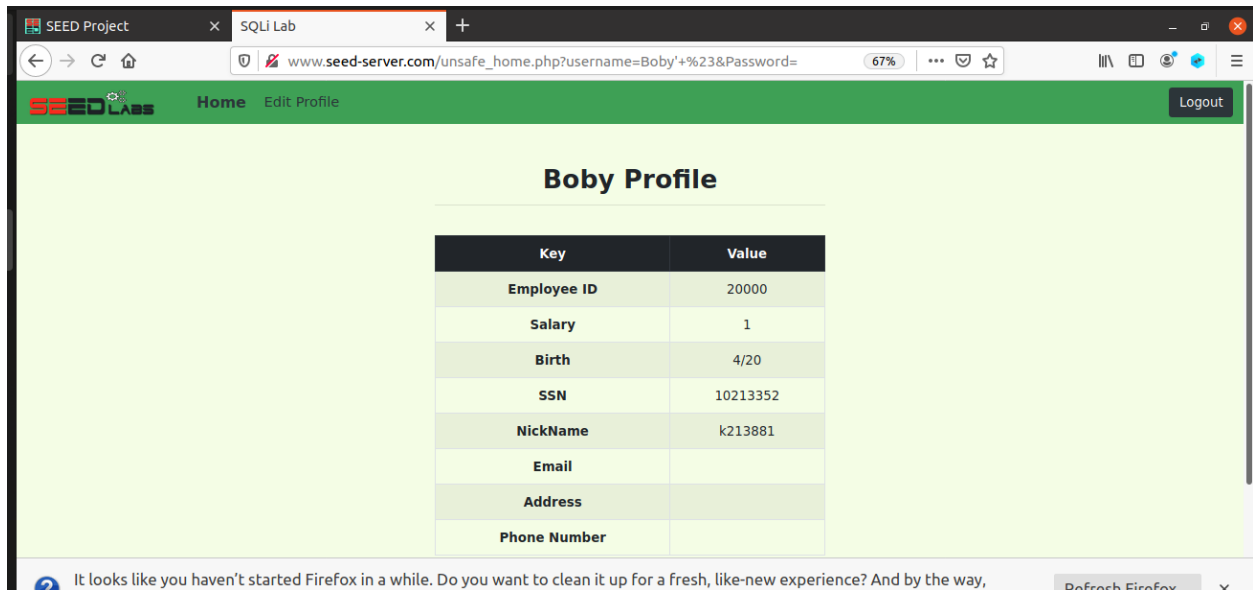 SEED Project SQLi Lab
www.seed-server.com/unsafe_home.php?username=Boby'+%23&Password= 67%
SEEDLABS Home Edit Profile Logout
Boby Profile
Key Value
Employee ID 20000
Salary 1
Birth 4/20
SSN 10213352
NickName k213881
Email
Address
Phone Number
It looks like you haven't started Firefox in a while. Do you want to clean it up for a fresh, like-new experience? And by the way, Refresh Firefox...